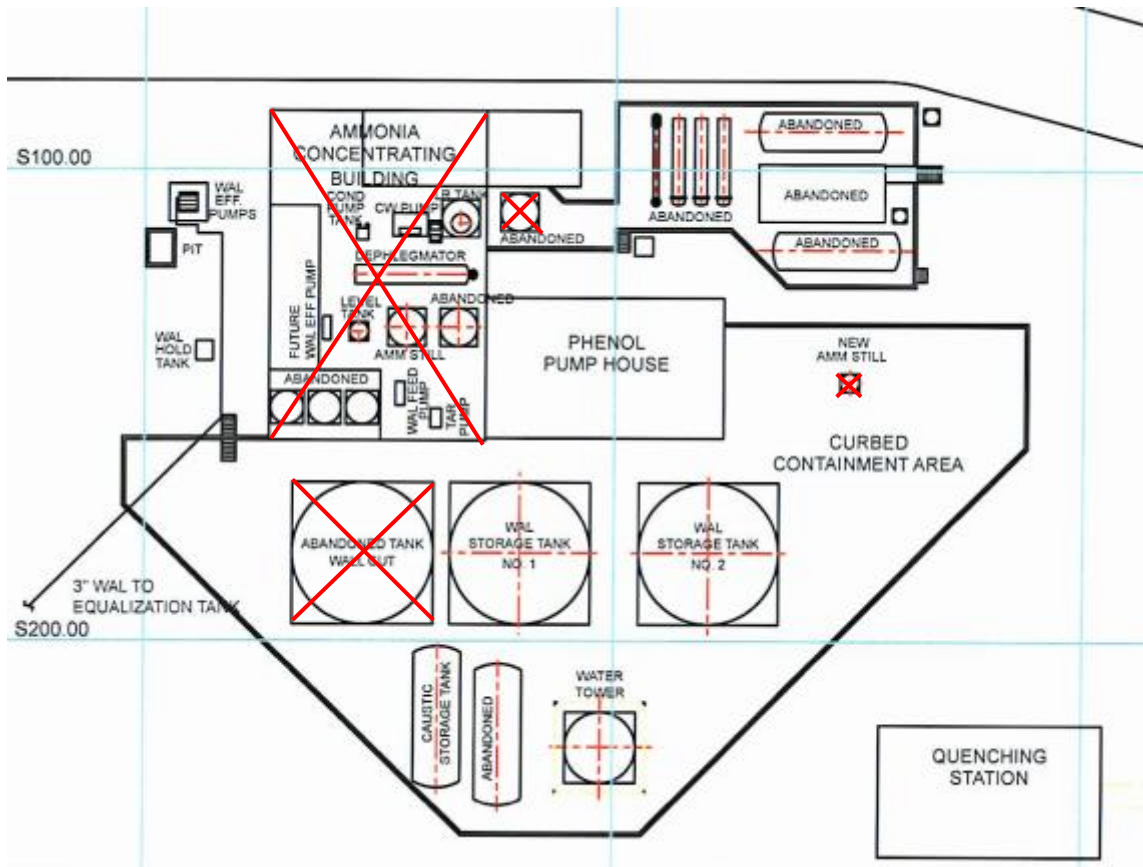 AMMONIA
CONCENTRATING
BUILDING
ABANDONED
ABANDONED
ABANDONED
ABANDONED
S100.00
WAL
EFF.
PUMPS
COND
PUMP
TANK
CW PUMP
LR TANK
ABANDONED
PIT
DEPHLEGMATOR
FUTURE
WAL EFF PUMP
LEVEL
TANK
ABANDONED
AMM STILL
PHENOL
PUMP HOUSE
NEW
AMM STILL
WAL
HOLD
TANK
ABANDONED
WAL FEED
PUMP
TAR
PUMP
CURBED
CONTAINMENT AREA
ABANDONED TANK
WALL CUT
WAL
STORAGE TANK
NO. 1
WAL
STORAGE TANK
NO. 2
3" WAL TO
EQUALIZATION TANK
S200.00
CAUSTIC
STORAGE TANK
ABANDONED
WATER
TOWER
QUENCHING
STATION